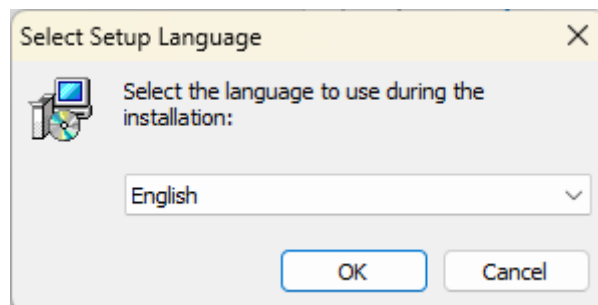 Select Setup Language
Select the language to use during the
installation:
English
OK
Cancel